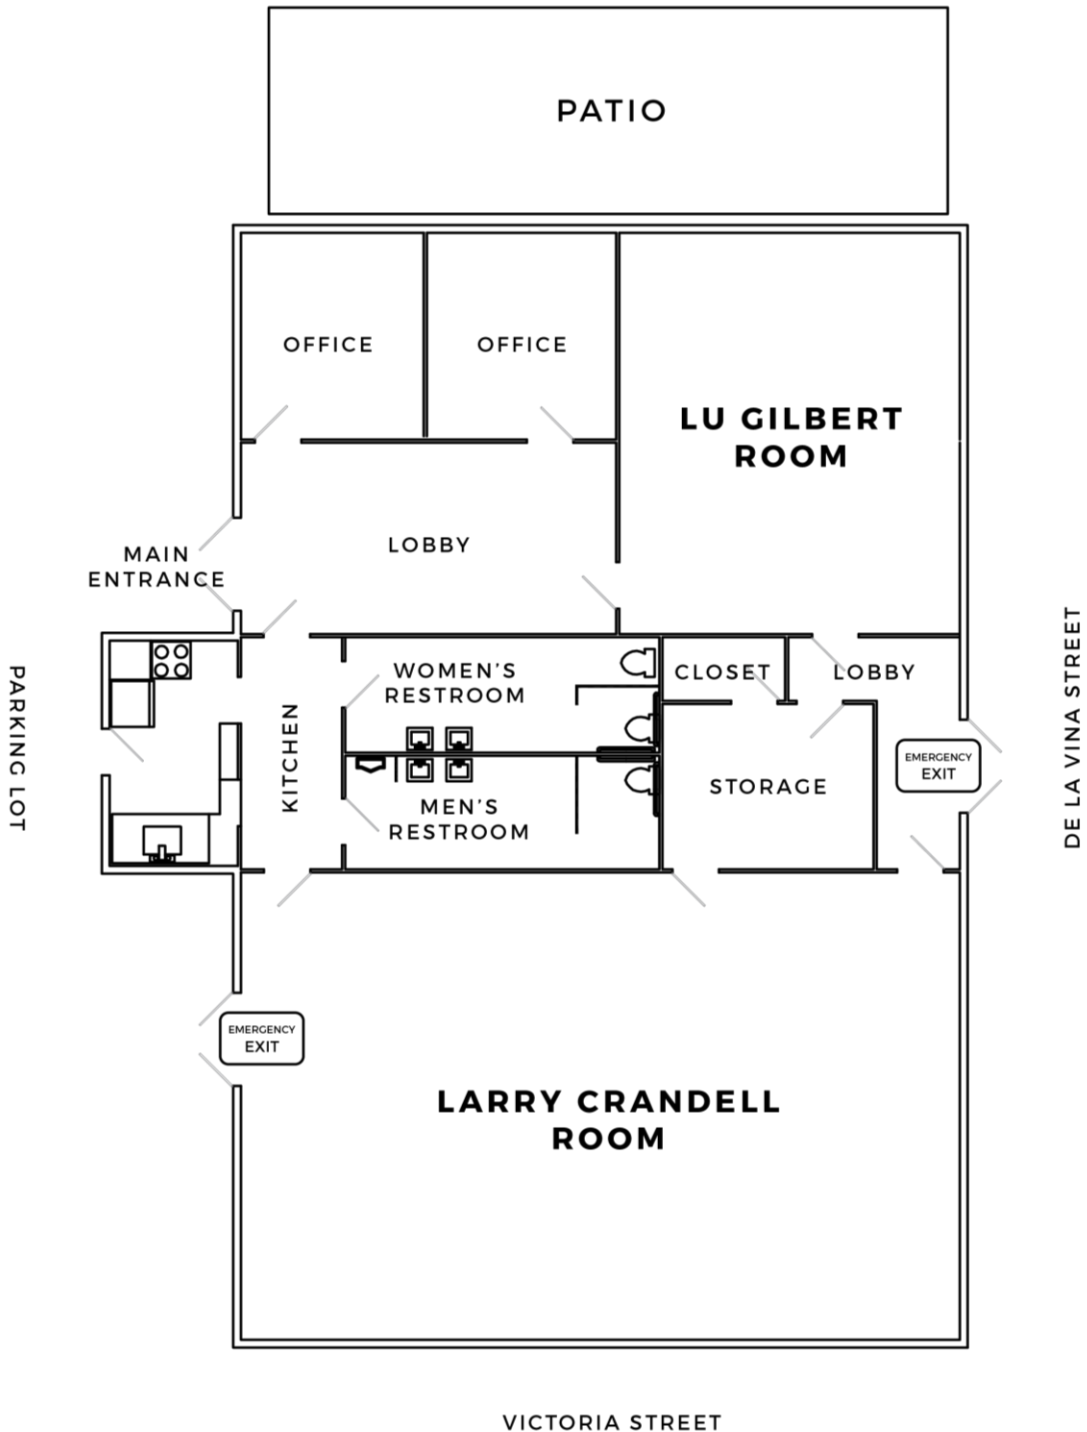 PATIO
OFFICE
OFFICE
LU GILBERT
ROOM
LOBBY
MAIN
ENTRANCE
WOMEN'S
RESTROOM
CLOSET
LOBBY
KITCHEN
PARKING LOT
DE LA VINA STREET
EMERGENCY
EXIT
STORAGE
MEN'S
RESTROOM
EMERGENCY
EXIT
LARRY CRANDELL
ROOM
VICTORIA STREET